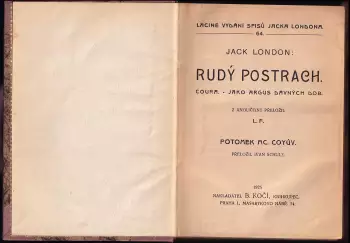 LACINÉ VYDÁNÍ SPISŮ JACKA LONDONA
64.
JACK LONDON:
RUDÝ POSTRACH.
COURA. - JAKO ARGUS DÁVNÝCH DOB.
Z ANGLIČTINY PŘELOŽIL
L. P.
POTOMEK MC. COYŮV.
PŘELOŽIL IVAN SCHULZ.
1925
NAKLADATEL B. KOČÍ, KNIHKUPEC,
PRAHA I., MASARYKOVO NÁBŘ. 14.